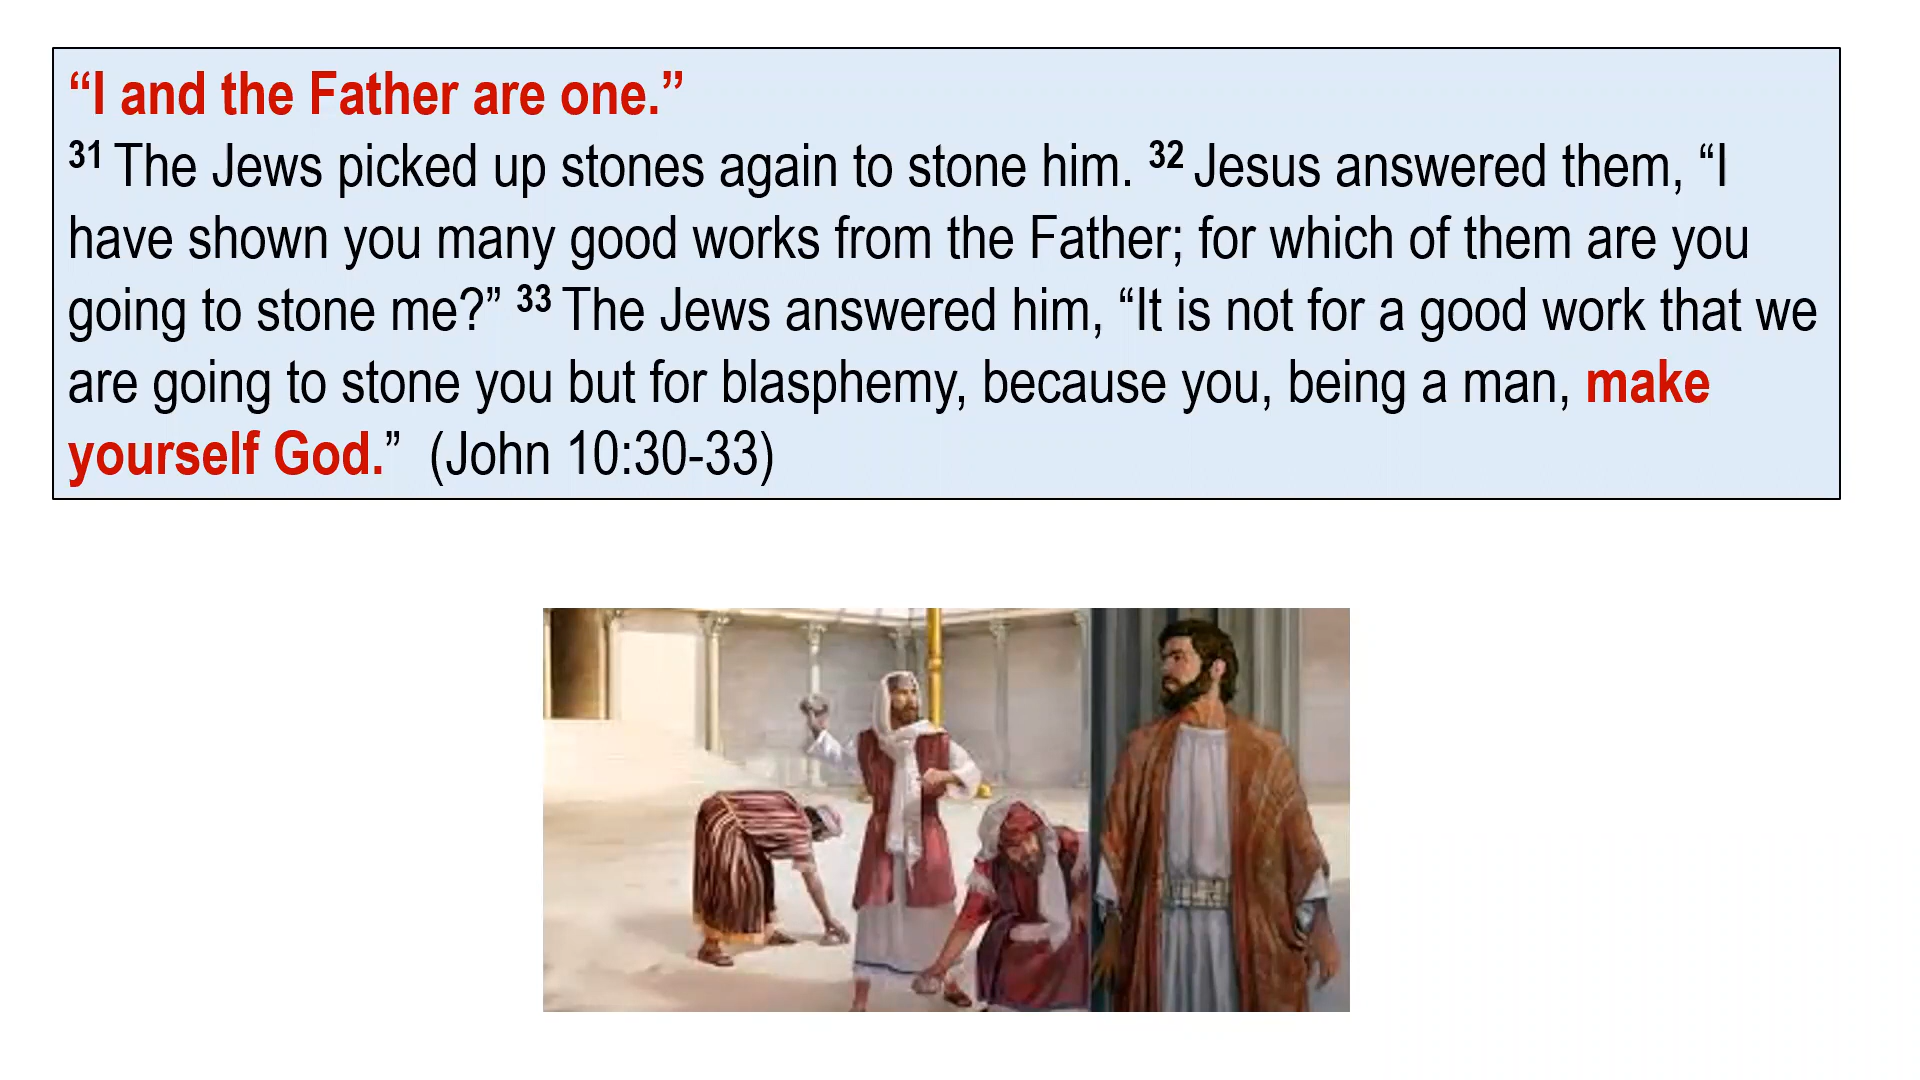 “I and the Father are one.”
31 The Jews picked up stones again to stone him. 32 Jesus answered them, “I
have shown you many good works from the Father; for which of them are you
going to stone me?” 33 The Jews answered him, “It is not for a good work that we
are going to stone you but for blasphemy, because you, being a man, make
yourself God.”  (John 10:30-33)